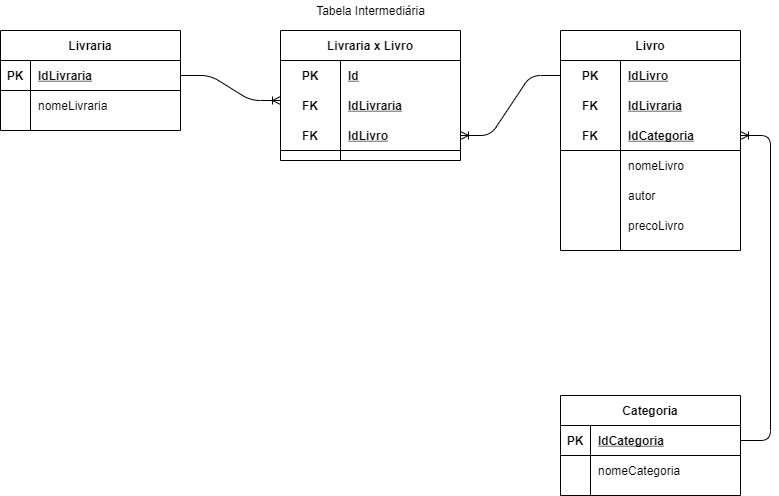 Tabela Intermediária
Livraria
PK IdLivraria
nomeLivraria
Livraria x Livro
PK Id
FK IdLivraria
FK IdLivro
Livro
PK IdLivro
FK IdLivraria
FK IdCategoria
nomeLivro
autor
precoLivro
Categoria
PK IdCategoria
nomeCategoria